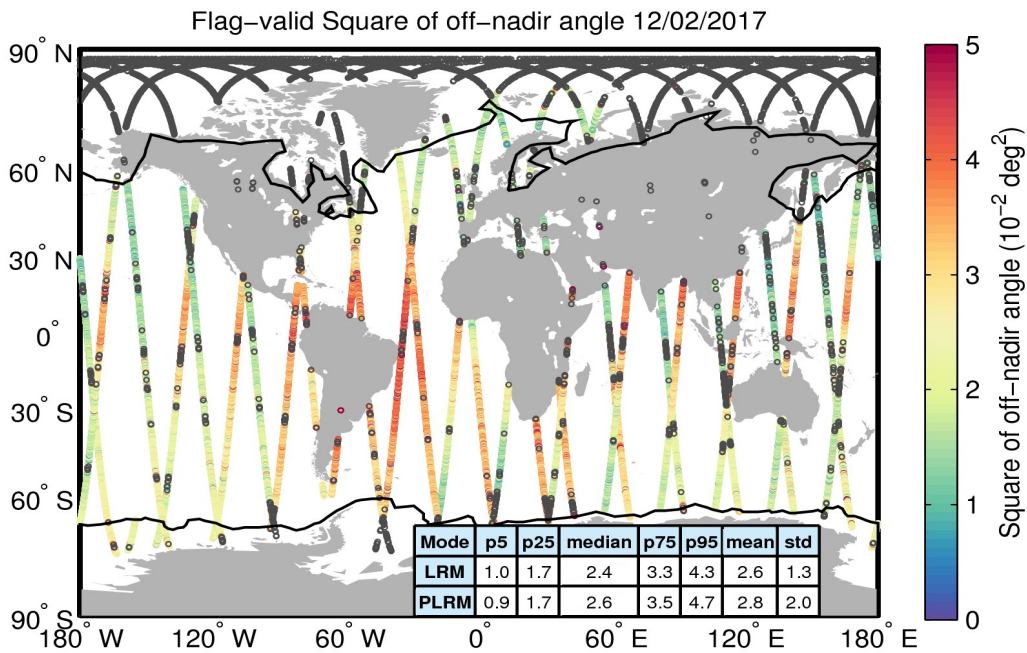 Flag−valid Square of off−nadir angle 12/02/2017
90° N
60° N
30° N
0°
30° S
60° S
90° S
180° W
120° W
60° W
0°
60° E
120° E
180° E
Mode p5 p25 median p75 p95 mean std
LRM 1.0 1.7 2.4 3.3 4.3 2.6 1.3
PLRM 0.9 1.7 2.6 3.5 4.7 2.8 2.0
5
4
3
2
1
0
Square of off−nadir angle (10⁻² deg²)